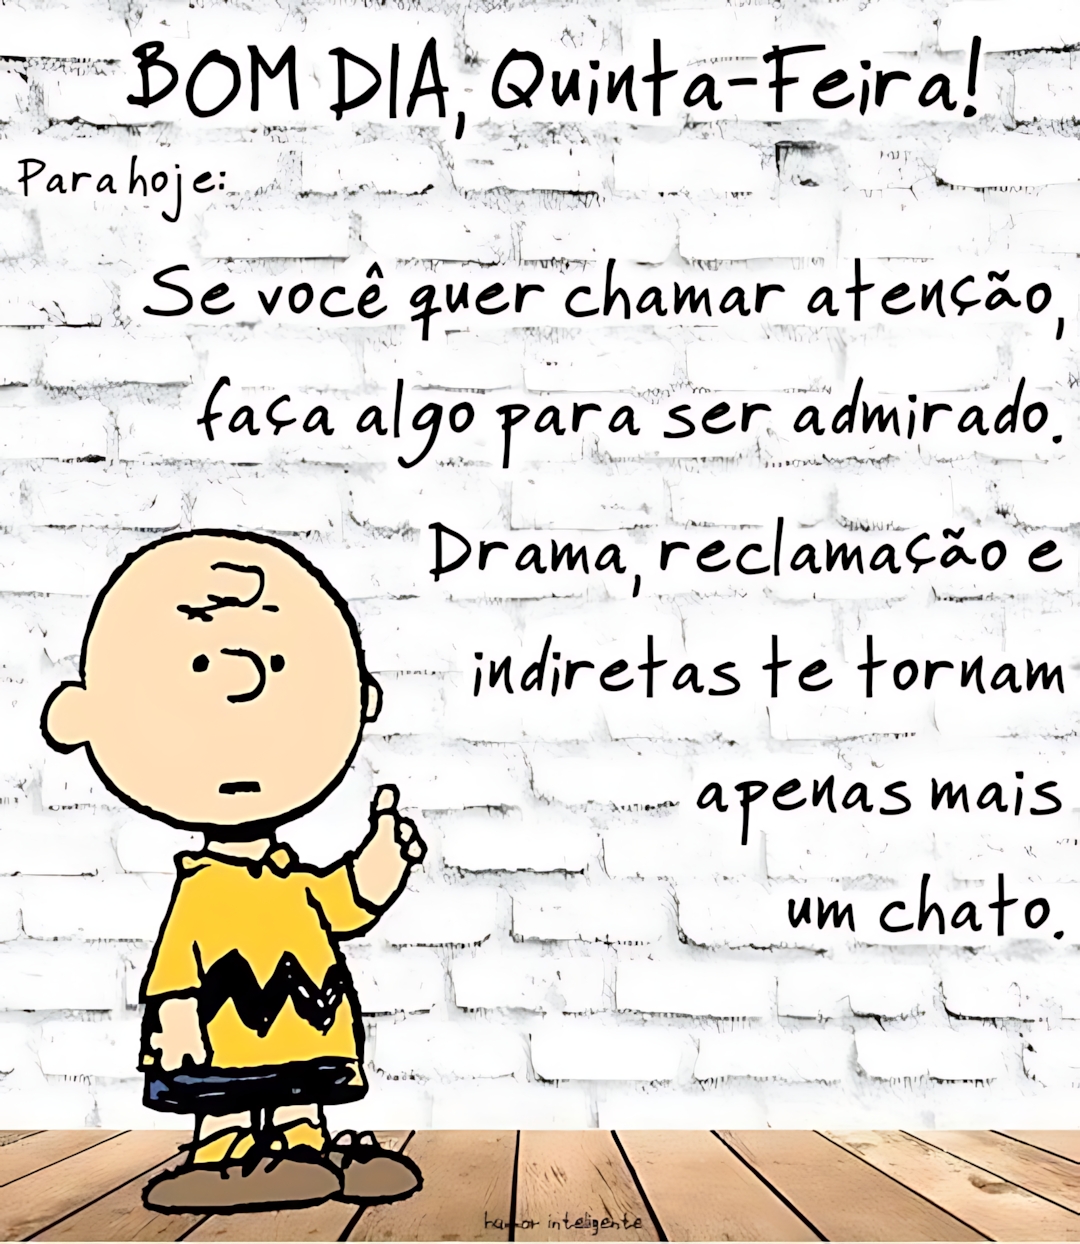 BOM DIA, Quinta-Feira!
Para hoje:
Se você quer chamar atenção,
faça algo para ser admirado.
Drama, reclamação e
indiretas te tornam
apenas mais
um chato.
humor inteligente